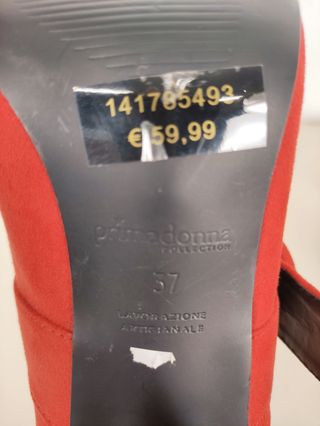 141785493
€ 59,99
primadonna
COLLECTION
37
LAVORAZIONE
ARTIGIANALE